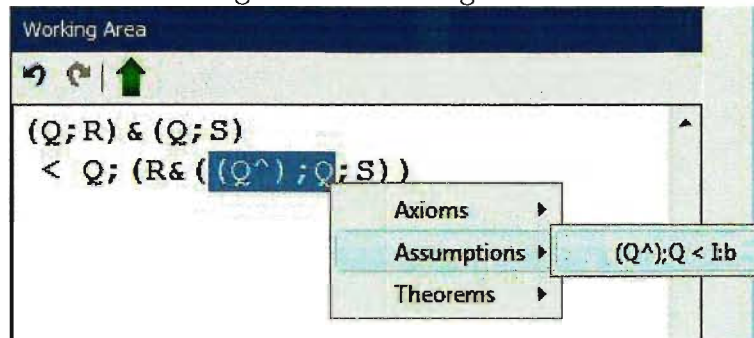 Working Area
(Q;R) & (Q;S)
< Q; (R&((Q^);Q;S))
Axioms
Assumptions
(Q^);Q < I:b
Theorems